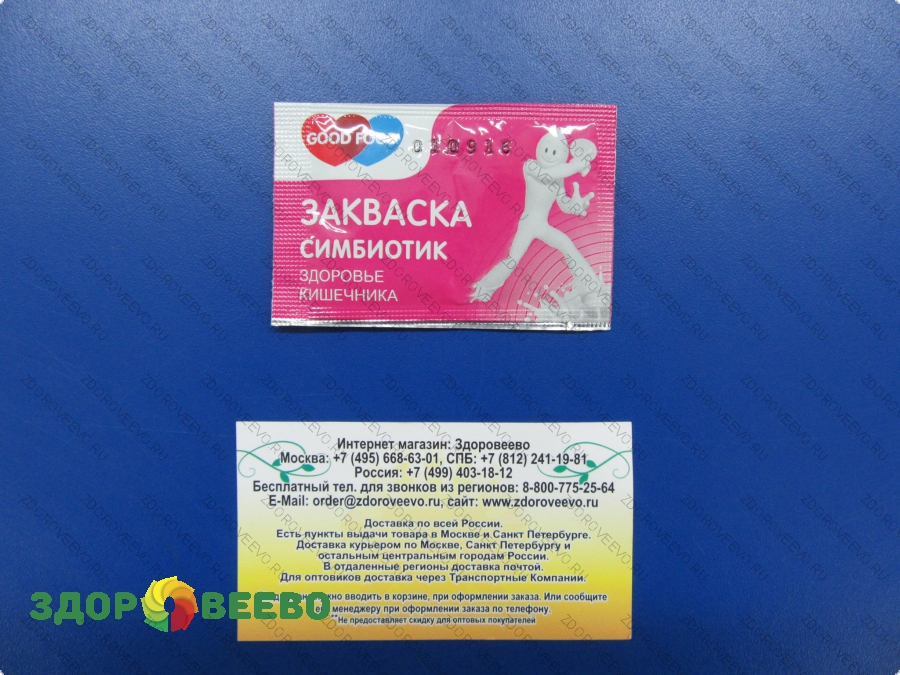 GOOD FO
ЗАКВАСКА
СИМБИОТИК
ЗДОРОВЬЕ
КИШЕЧНИКА
Интернет магазин: Здоровеево
Москва: +7 (495) 668-63-01, СПБ: +7 (812) 241-19-81
Россия: +7 (499) 403-18-12
Бесплатный тел. для звонков из регионов: 8-800-775-25-64
E-Mail: order@zdoroveevo.ru, сайт: www.zdoroveevo.ru
Доставка по всей России.
Есть пункты выдачи товара в Москве и Санкт Петербурге.
Доставка курьером по Москве, Санкт Петербургу и
остальным центральным городам России.
В отдаленные регионы доставка почтой.
Для оптовиков доставка через Транспортные Компании.
вводить в корзине, при оформлении заказа. Или сообщите
менеджеру при оформлении заказа по телефону.
**Не предоставляет скидку для оптовых покупателей
ЗДОРОВЕЕВО
ZDOROVEEVO.RU